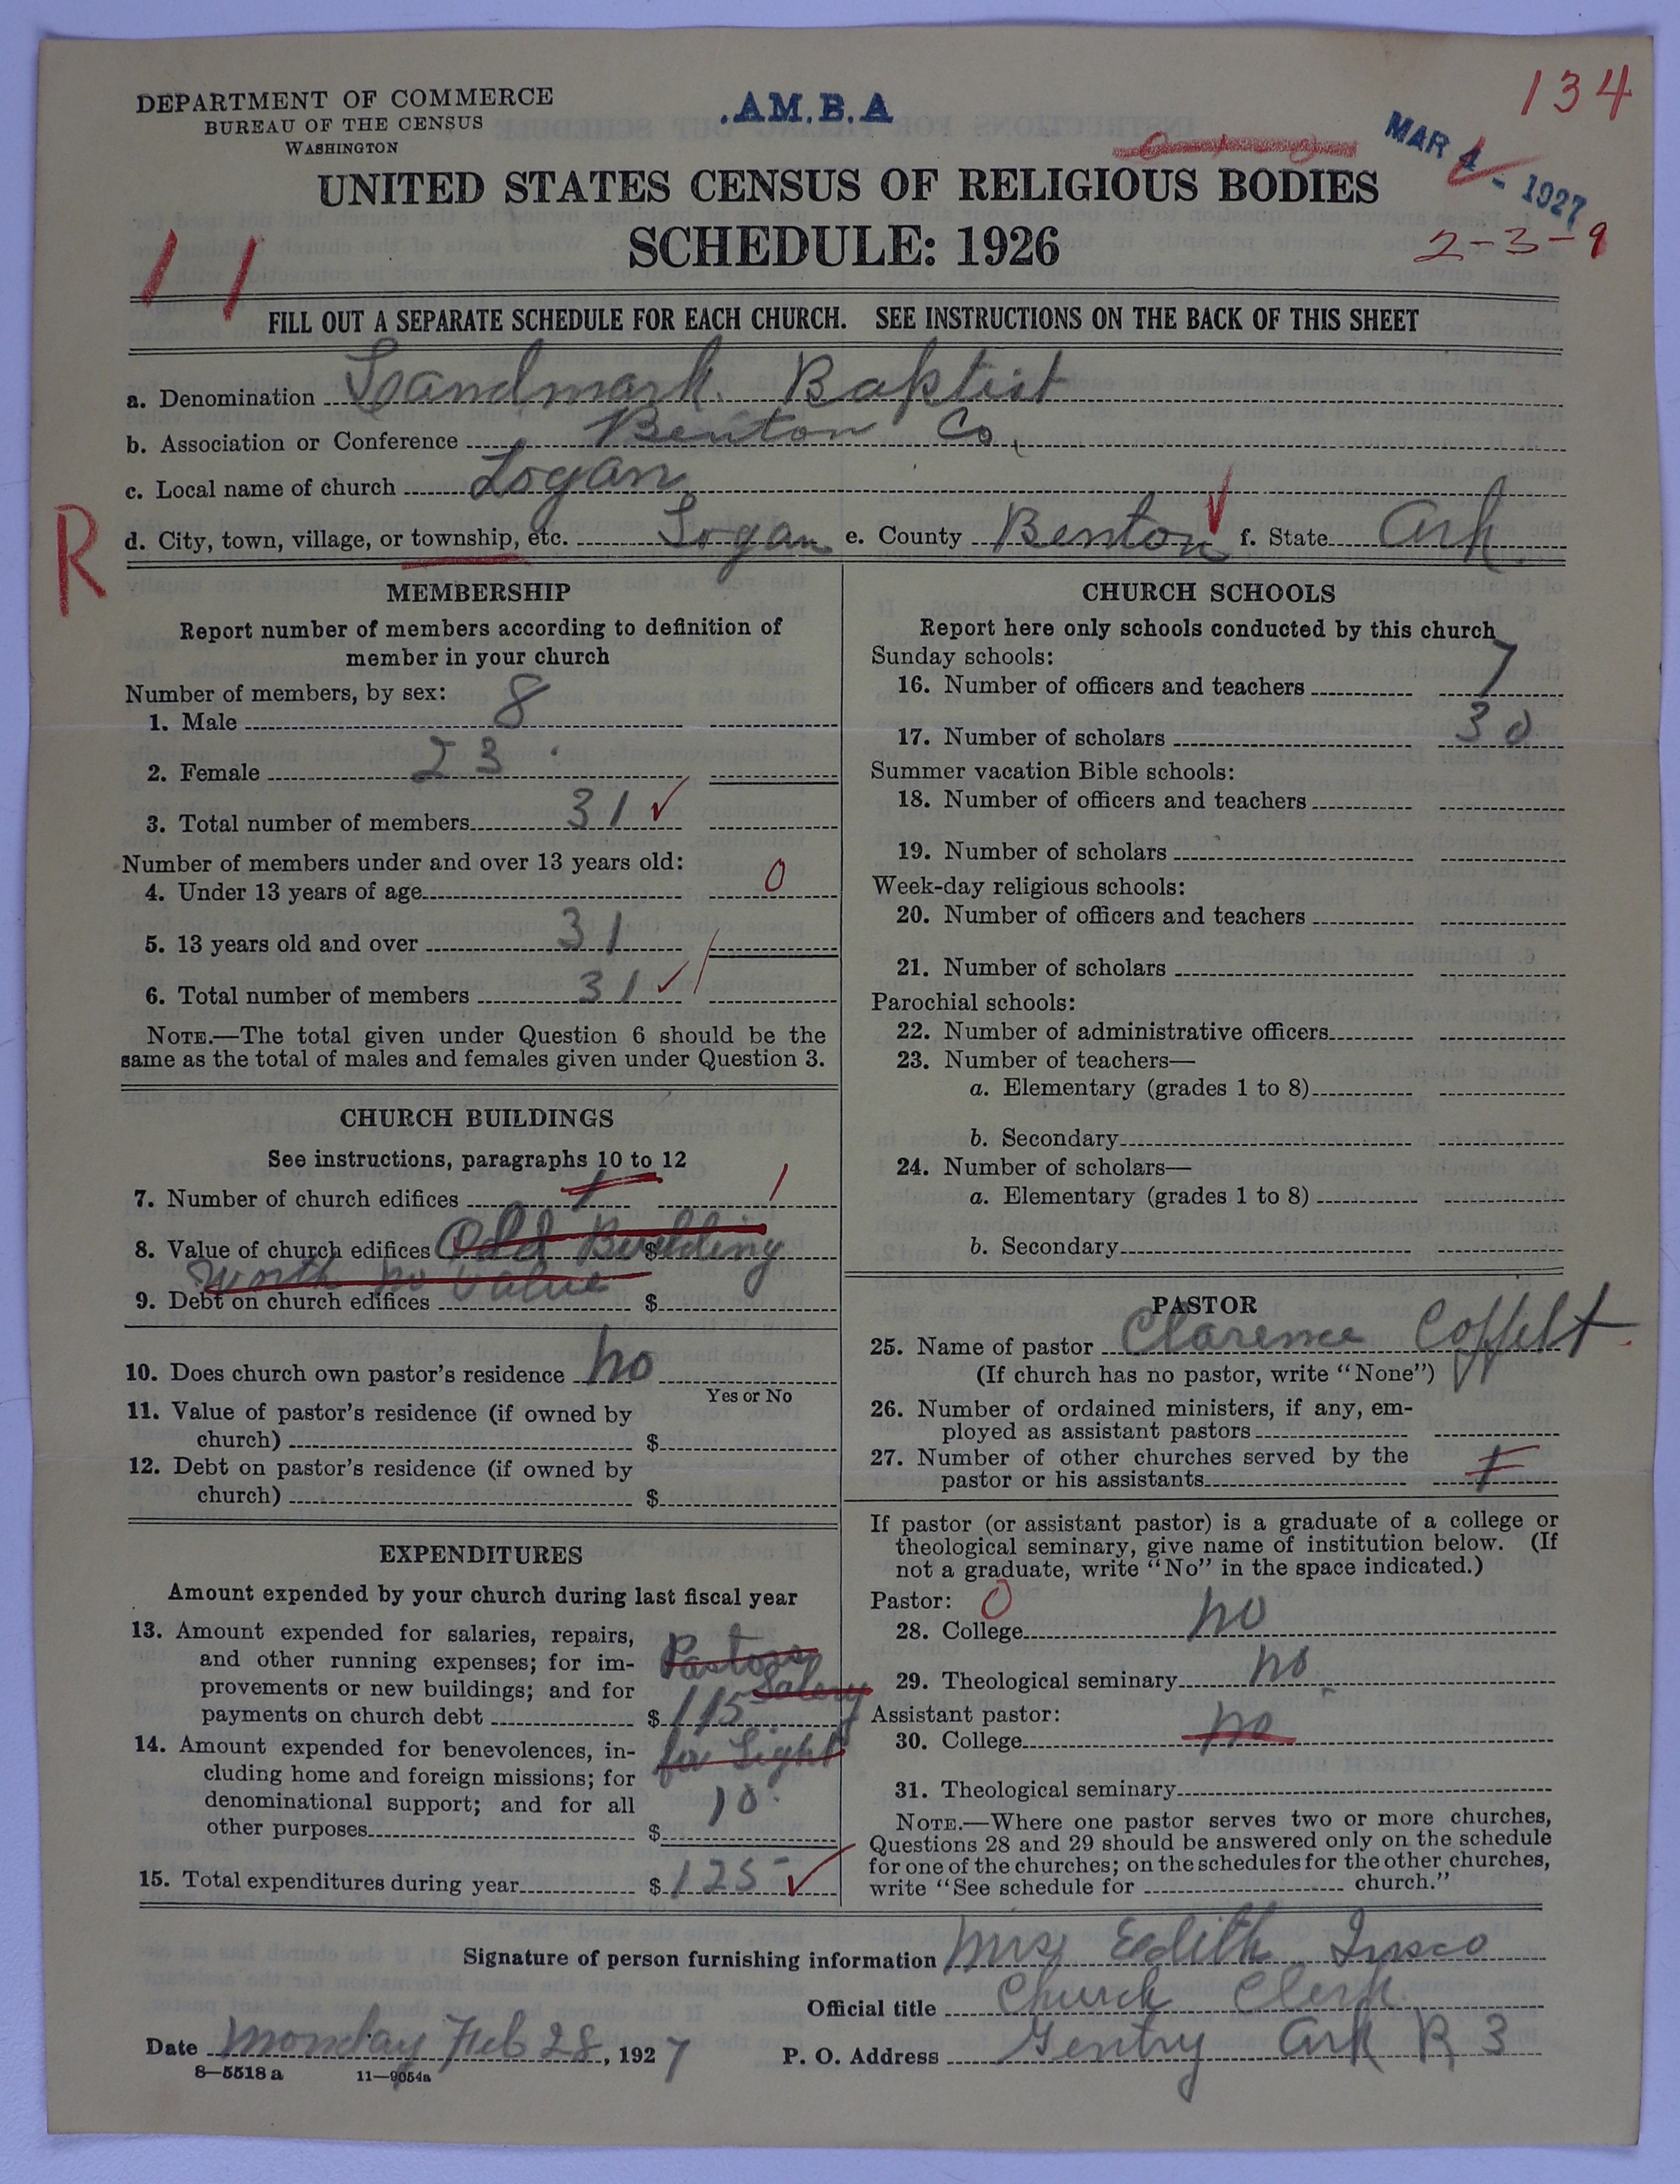 134
DEPARTMENT OF COMMERCE
BUREAU OF THE CENSUS
WASHINGTON
.A.M.B.A
MAR 4 - 1927
2-3-9
UNITED STATES CENSUS OF RELIGIOUS BODIES
SCHEDULE: 1926
1 1
FILL OUT A SEPARATE SCHEDULE FOR EACH CHURCH. SEE INSTRUCTIONS ON THE BACK OF THIS SHEET
a. Denomination Landmark Baptist
b. Association or Conference Benton Co.
c. Local name of church Logan
R
d. City, town, village, or township, etc. Logan e. County Benton f. State Ark
MEMBERSHIP
Report number of members according to definition of
member in your church
Number of members, by sex:
1. Male 8
2. Female 23
3. Total number of members 31 ✓
Number of members under and over 13 years old:
4. Under 13 years of age 0
5. 13 years old and over 31
6. Total number of members 31 ✓
NOTE.—The total given under Question 6 should be the
same as the total of males and females given under Question 3.
CHURCH BUILDINGS
See instructions, paragraphs 10 to 12
7. Number of church edifices 1 1
8. Value of church edifices Old Building $
Worth no value
9. Debt on church edifices $
10. Does church own pastor's residence no
Yes or No
11. Value of pastor's residence (if owned by
church) $
12. Debt on pastor's residence (if owned by
church) $
EXPENDITURES
Amount expended by your church during last fiscal year
13. Amount expended for salaries, repairs,
and other running expenses; for im- Pastors
provements or new buildings; and for Salery
payments on church debt $ 115
14. Amount expended for benevolences, in- for Light
cluding home and foreign missions; for
denominational support; and for all 10
other purposes $
15. Total expenditures during year $ 125 ✓
CHURCH SCHOOLS
Report here only schools conducted by this church
Sunday schools:
16. Number of officers and teachers 7
17. Number of scholars 30
Summer vacation Bible schools:
18. Number of officers and teachers
19. Number of scholars
Week-day religious schools:
20. Number of officers and teachers
21. Number of scholars
Parochial schools:
22. Number of administrative officers
23. Number of teachers—
a. Elementary (grades 1 to 8)
b. Secondary
24. Number of scholars—
a. Elementary (grades 1 to 8)
b. Secondary
PASTOR
25. Name of pastor Clarence Coffelt
(If church has no pastor, write "None")
26. Number of ordained ministers, if any, em-
ployed as assistant pastors
27. Number of other churches served by the
pastor or his assistants 1
If pastor (or assistant pastor) is a graduate of a college or
theological seminary, give name of institution below. (If
not a graduate, write "No" in the space indicated.)
Pastor: 0
28. College no
29. Theological seminary no
Assistant pastor:
30. College no
31. Theological seminary
NOTE.—Where one pastor serves two or more churches,
Questions 28 and 29 should be answered only on the schedule
for one of the churches; on the schedules for the other churches,
write "See schedule for church."
Signature of person furnishing information Mrs Edith Insco
Official title Church Clerk
Date Monday Feb 28, 1927 P. O. Address Gentry Ark R 3
8—5518 a 11—9054a